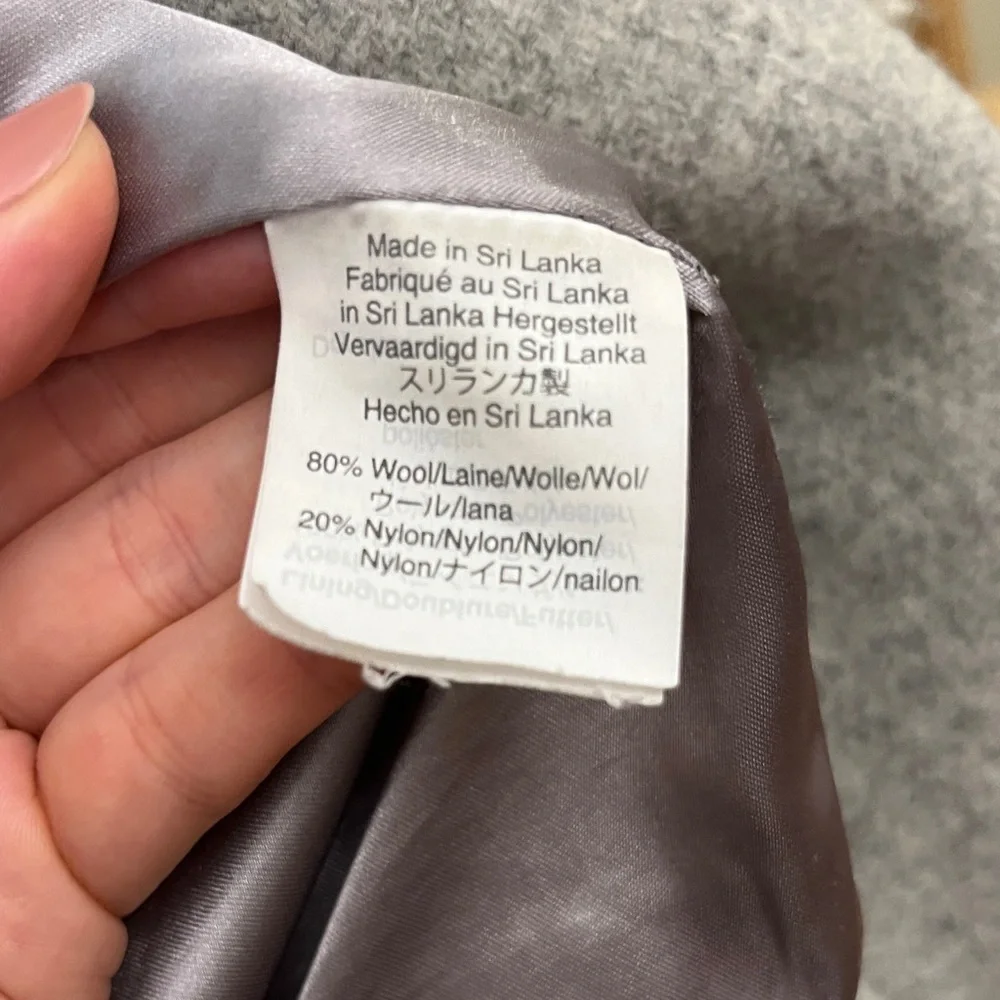 Made in Sri Lanka
Fabriqué au Sri Lanka
in Sri Lanka Hergestellt
Vervaardigd in Sri Lanka
スリランカ製
Hecho en Sri Lanka
80% Wool/Laine/Wolle/Wol/
ウール/lana
20% Nylon/Nylon/Nylon/
Nylon/ナイロン/nailon